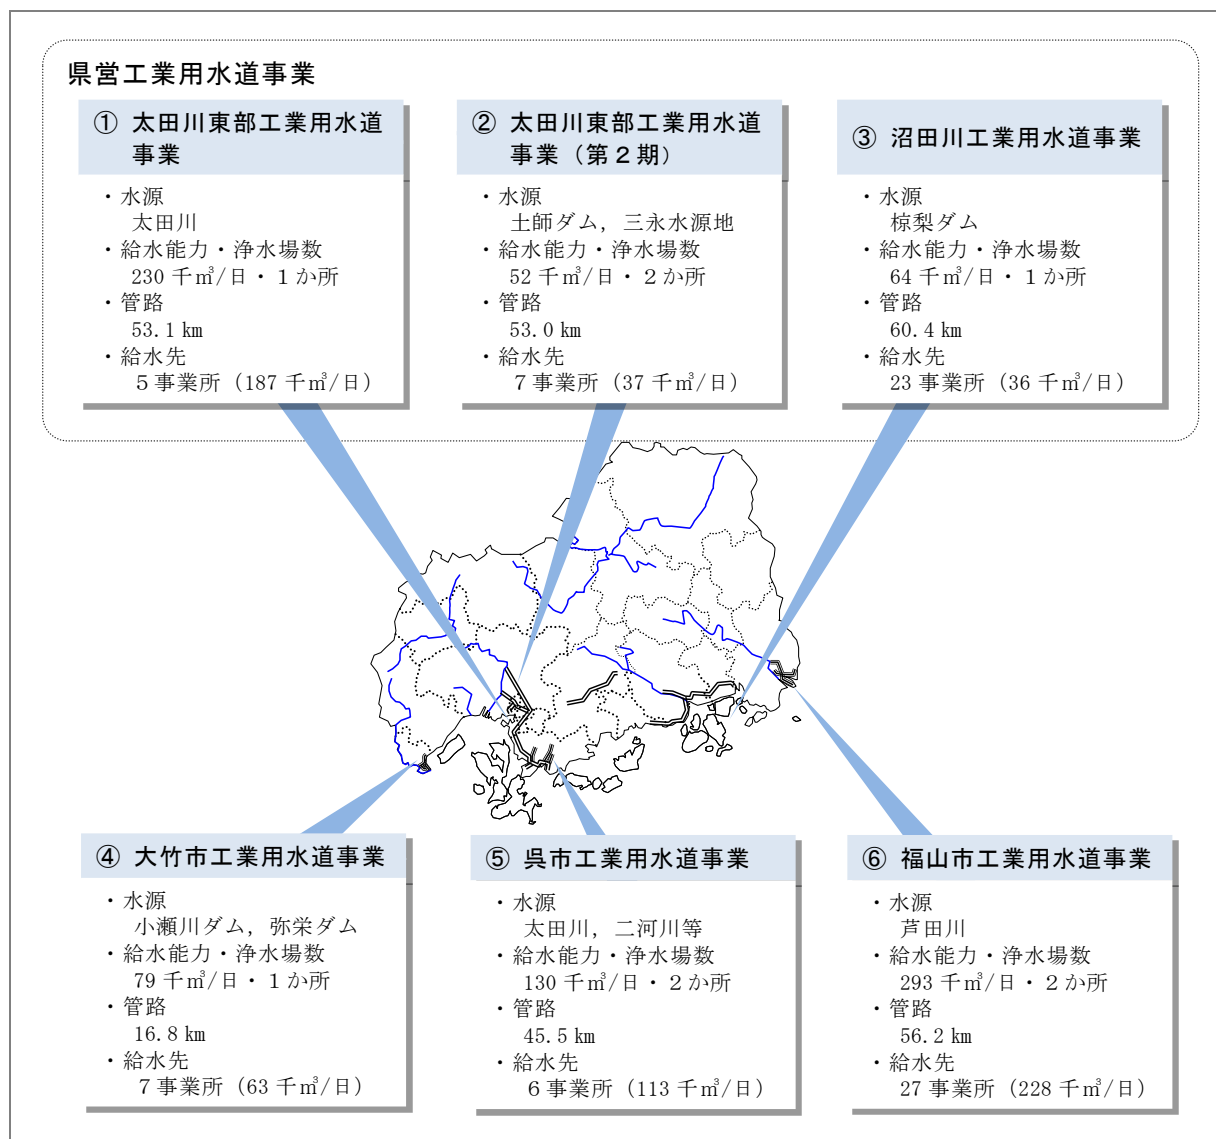 県営工業用水道事業
① 太田川東部工業用水道
事業
・水源
太田川
・給水能力・浄水場数
230 千㎥/日・１か所
・管路
53.1 ㎞
・給水先
５事業所（187 千㎥/日）
② 太田川東部工業用水道
事業（第２期）
・水源
土師ダム，三永水源地
・給水能力・浄水場数
52 千㎥/日・２か所
・管路
53.0 ㎞
・給水先
７事業所（37 千㎥/日）
③ 沼田川工業用水道事業
・水源
椋梨ダム
・給水能力・浄水場数
64 千㎥/日・１か所
・管路
60.4 ㎞
・給水先
23 事業所（36 千㎥/日）
④ 大竹市工業用水道事業
・水源
小瀬川ダム，弥栄ダム
・給水能力・浄水場数
79 千㎥/日・１か所
・管路
16.8 ㎞
・給水先
７事業所（63 千㎥/日）
⑤ 呉市工業用水道事業
・水源
太田川，二河川等
・給水能力・浄水場数
130 千㎥/日・２か所
・管路
45.5 ㎞
・給水先
６事業所（113 千㎥/日）
⑥ 福山市工業用水道事業
・水源
芦田川
・給水能力・浄水場数
293 千㎥/日・２か所
・管路
56.2 ㎞
・給水先
27 事業所（228 千㎥/日）